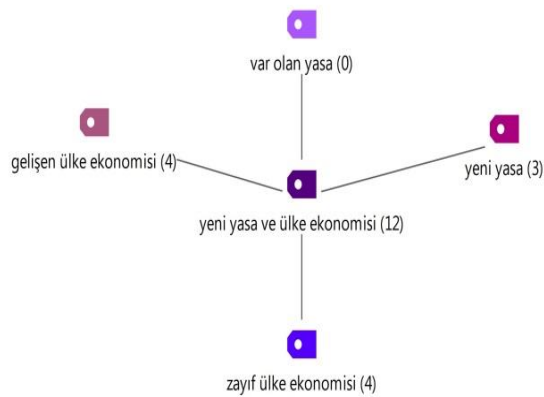 var olan yasa (0)
gelişen ülke ekonomisi (4)
yeni yasa (3)
yeni yasa ve ülke ekonomisi (12)
zayıf ülke ekonomisi (4)